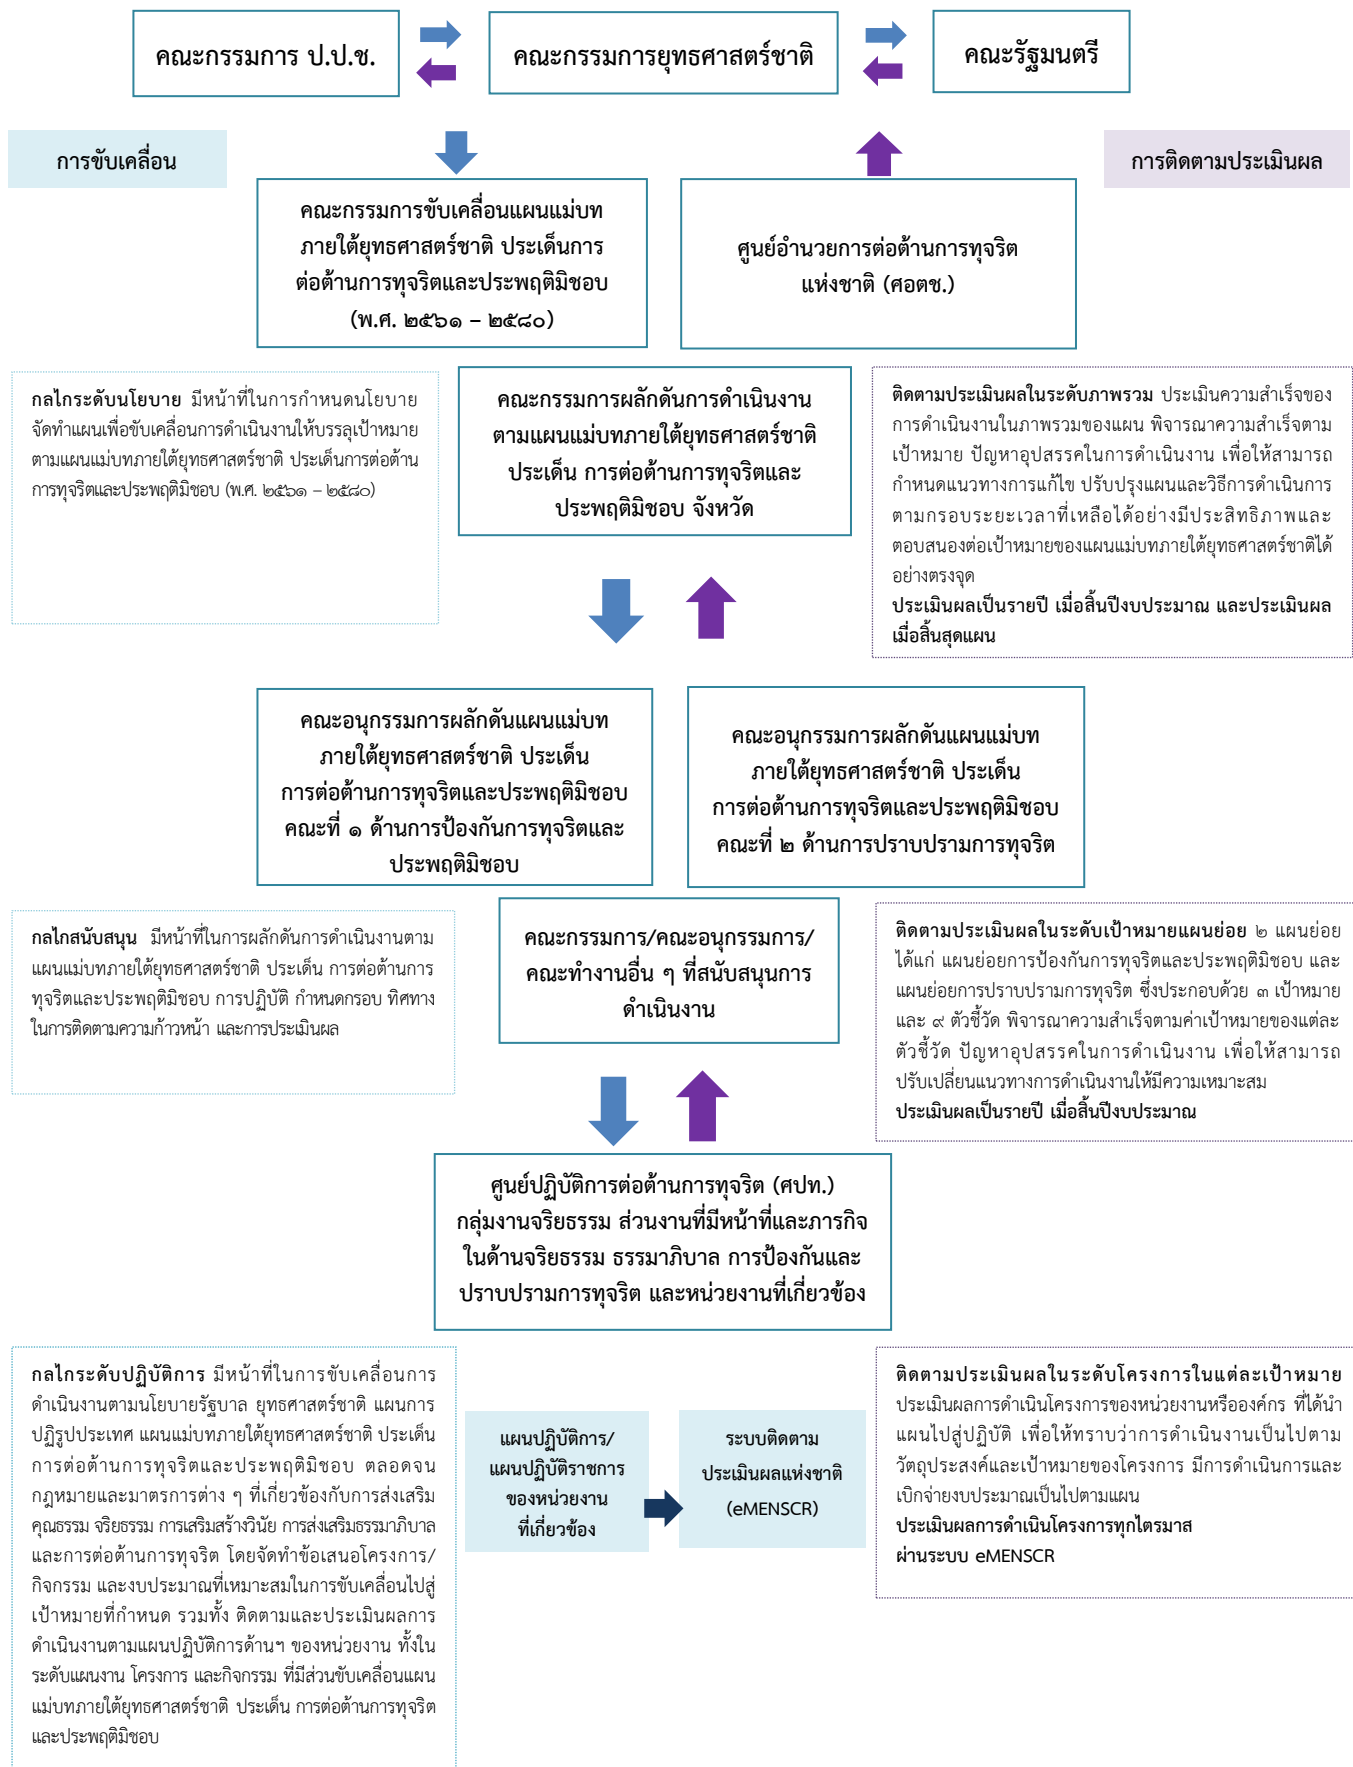 คณะกรรมการ ป.ป.ช.
คณะกรรมการยุทธศาสตร์ชาติ
คณะรัฐมนตรี
การขับเคลื่อน
การติดตามประเมินผล
คณะกรรมการขับเคลื่อนแผนแม่บท
ภายใต้ยุทธศาสตร์ชาติ ประเด็นการ
ต่อต้านการทุจริตและประพฤติมิชอบ
(พ.ศ. ๒๕๖๑ – ๒๕๘๐)
ศูนย์อำนวยการต่อต้านการทุจริต
แห่งชาติ (ศอตช.)
กลไกระดับนโยบาย มีหน้าที่ในการกำหนดนโยบาย
จัดทำแผนเพื่อขับเคลื่อนการดำเนินงานให้บรรลุเป้าหมาย
ตามแผนแม่บทภายใต้ยุทธศาสตร์ชาติ ประเด็นการต่อต้าน
การทุจริตและประพฤติมิชอบ (พ.ศ. ๒๕๖๑ – ๒๕๘๐)
คณะกรรมการผลักดันการดำเนินงาน
ตามแผนแม่บทภายใต้ยุทธศาสตร์ชาติ
ประเด็น การต่อต้านการทุจริตและ
ประพฤติมิชอบ จังหวัด
ติดตามประเมินผลในระดับภาพรวม ประเมินความสำเร็จของ
การดำเนินงานในภาพรวมของแผน พิจารณาความสำเร็จตาม
เป้าหมาย ปัญหาอุปสรรคในการดำเนินงาน เพื่อให้สามารถ
กำหนดแนวทางการแก้ไข ปรับปรุงแผนและวิธีการดำเนินการ
ตามกรอบระยะเวลาที่เหลือได้อย่างมีประสิทธิภาพและ
ตอบสนองต่อเป้าหมายของแผนแม่บทภายใต้ยุทธศาสตร์ชาติได้
อย่างตรงจุด
ประเมินผลเป็นรายปี เมื่อสิ้นปีงบประมาณ และประเมินผล
เมื่อสิ้นสุดแผน
คณะอนุกรรมการผลักดันแผนแม่บท
ภายใต้ยุทธศาสตร์ชาติ ประเด็น
การต่อต้านการทุจริตและประพฤติมิชอบ
คณะที่ ๑ ด้านการป้องกันการทุจริตและ
ประพฤติมิชอบ
คณะอนุกรรมการผลักดันแผนแม่บท
ภายใต้ยุทธศาสตร์ชาติ ประเด็น
การต่อต้านการทุจริตและประพฤติมิชอบ
คณะที่ ๒ ด้านการปราบปรามการทุจริต
กลไกสนับสนุน มีหน้าที่ในการผลักดันการดำเนินงานตาม
แผนแม่บทภายใต้ยุทธศาสตร์ชาติ ประเด็น การต่อต้านการ
ทุจริตและประพฤติมิชอบ การปฏิบัติ กำหนดกรอบ ทิศทาง
ในการติดตามความก้าวหน้า และการประเมินผล
คณะกรรมการ/คณะอนุกรรมการ/
คณะทำงานอื่น ๆ ที่สนับสนุนการ
ดำเนินงาน
ติดตามประเมินผลในระดับเป้าหมายแผนย่อย ๒ แผนย่อย
ได้แก่ แผนย่อยการป้องกันการทุจริตและประพฤติมิชอบ และ
แผนย่อยการปราบปรามการทุจริต ซึ่งประกอบด้วย ๓ เป้าหมาย
และ ๙ ตัวชี้วัด พิจารณาความสำเร็จตามค่าเป้าหมายของแต่ละ
ตัวชี้วัด ปัญหาอุปสรรคในการดำเนินงาน เพื่อให้สามารถ
ปรับเปลี่ยนแนวทางการดำเนินงานให้มีความเหมาะสม
ประเมินผลเป็นรายปี เมื่อสิ้นปีงบประมาณ
ศูนย์ปฏิบัติการต่อต้านการทุจริต (ศปท.)
กลุ่มงานจริยธรรม ส่วนงานที่มีหน้าที่และภารกิจ
ในด้านจริยธรรม ธรรมาภิบาล การป้องกันและ
ปราบปรามการทุจริต และหน่วยงานที่เกี่ยวข้อง
กลไกระดับปฏิบัติการ มีหน้าที่ในการขับเคลื่อนการ
ดำเนินงานตามนโยบายรัฐบาล ยุทธศาสตร์ชาติ แผนการ
ปฏิรูปประเทศ แผนแม่บทภายใต้ยุทธศาสตร์ชาติ ประเด็น
การต่อต้านการทุจริตและประพฤติมิชอบ ตลอดจน
กฎหมายและมาตรการต่าง ๆ ที่เกี่ยวข้องกับการส่งเสริม
คุณธรรม จริยธรรม การเสริมสร้างวินัย การส่งเสริมธรรมาภิบาล
และการต่อต้านการทุจริต โดยจัดทำข้อเสนอโครงการ/
กิจกรรม และงบประมาณที่เหมาะสมในการขับเคลื่อนไปสู่
เป้าหมายที่กำหนด รวมทั้ง ติดตามและประเมินผลการ
ดำเนินงานตามแผนปฏิบัติการด้านฯ ของหน่วยงาน ทั้งใน
ระดับแผนงาน โครงการ และกิจกรรม ที่มีส่วนขับเคลื่อนแผน
แม่บทภายใต้ยุทธศาสตร์ชาติ ประเด็น การต่อต้านการทุจริต
และประพฤติมิชอบ
แผนปฏิบัติการ/
แผนปฏิบัติราชการ
ของหน่วยงาน
ที่เกี่ยวข้อง
ระบบติดตาม
ประเมินผลแห่งชาติ
(eMENSCR)
ติดตามประเมินผลในระดับโครงการในแต่ละเป้าหมาย
ประเมินผลการดำเนินโครงการของหน่วยงานหรือองค์กร ที่ได้นำ
แผนไปสู่ปฏิบัติ เพื่อให้ทราบว่าการดำเนินงานเป็นไปตาม
วัตถุประสงค์และเป้าหมายของโครงการ มีการดำเนินการและ
เบิกจ่ายงบประมาณเป็นไปตามแผน
ประเมินผลการดำเนินโครงการทุกไตรมาส
ผ่านระบบ eMENSCR